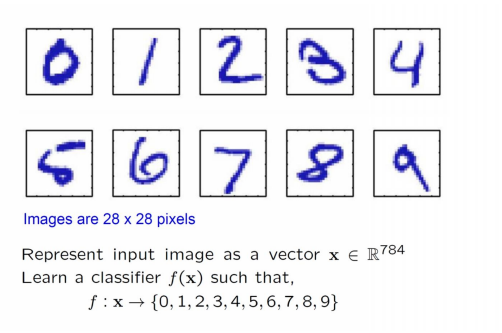 0 1 2 3 4
5 6 7 8 9
Images are 28 x 28 pixels
Represent input image as a vector x ∈ ℝ⁷⁸⁴
Learn a classifier f(x) such that,
f : x → {0, 1, 2, 3, 4, 5, 6, 7, 8, 9}